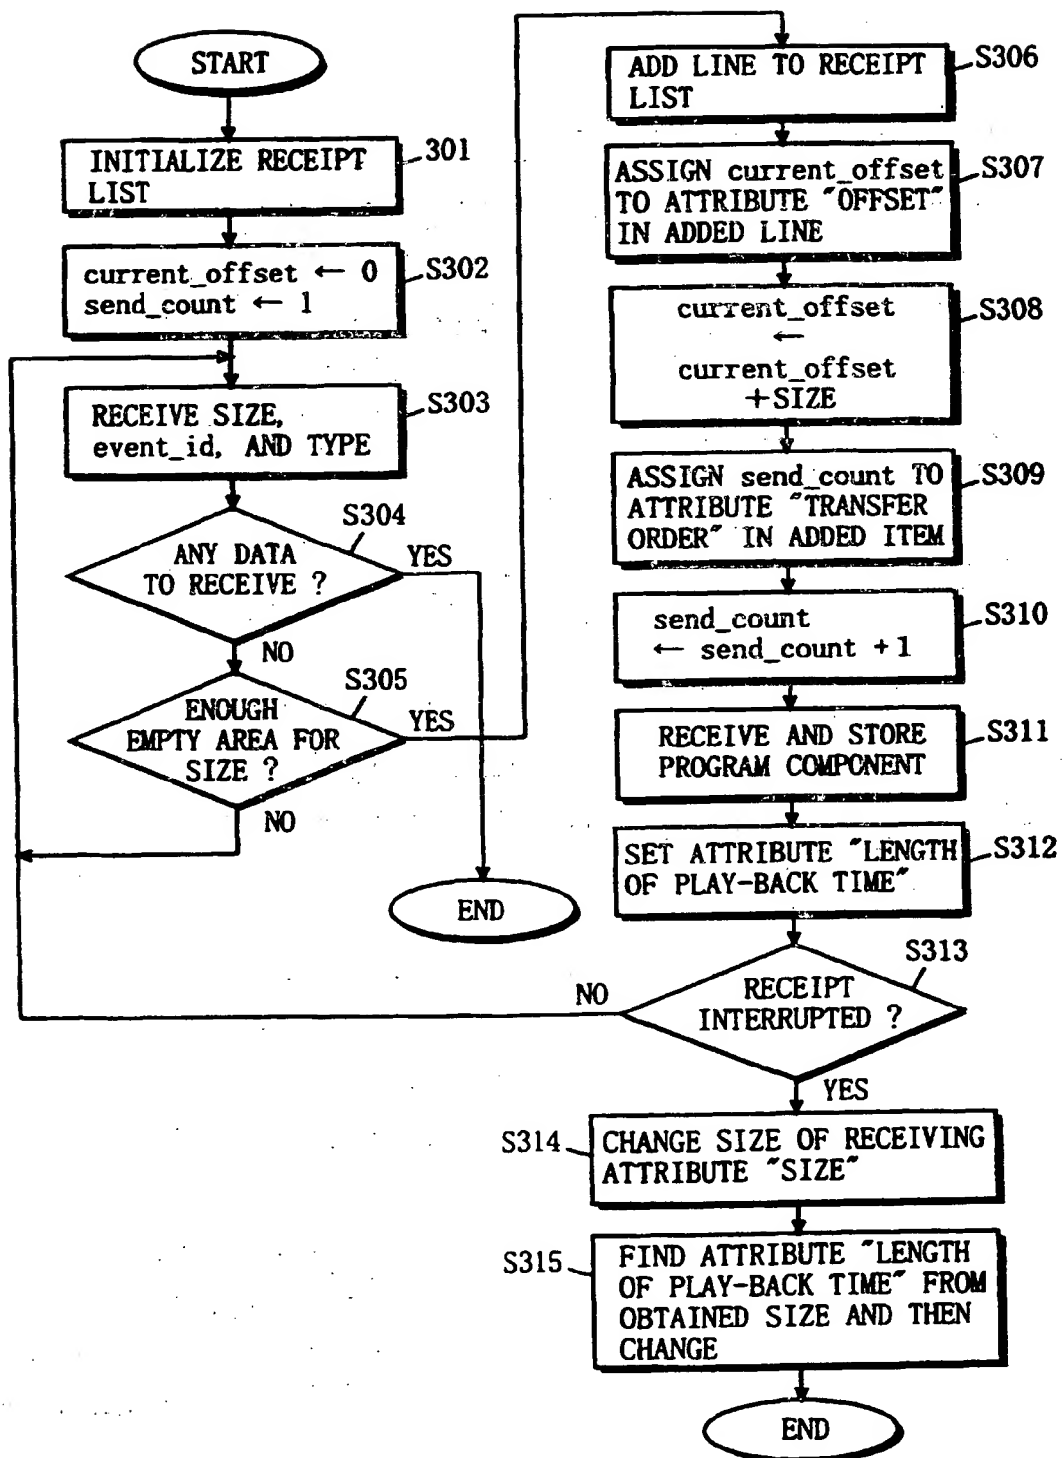 START
INITIALIZE RECEIPT
LIST
301
current_offset ← 0
send_count ← 1
S302
RECEIVE SIZE,
event_id, AND TYPE
S303
S304
ANY DATA
TO RECEIVE ?
YES
NO
S305
ENOUGH
EMPTY AREA FOR
SIZE ?
YES
NO
END
ADD LINE TO RECEIPT
LIST
S306
ASSIGN current_offset
TO ATTRIBUTE "OFFSET"
IN ADDED LINE
S307
current_offset
←
current_offset
+SIZE
S308
ASSIGN send_count TO
ATTRIBUTE "TRANSFER
ORDER" IN ADDED ITEM
S309
send_count
← send_count +1
S310
RECEIVE AND STORE
PROGRAM COMPONENT
S311
SET ATTRIBUTE "LENGTH
OF PLAY-BACK TIME"
S312
S313
RECEIPT
INTERRUPTED ?
NO
YES
S314
CHANGE SIZE OF RECEIVING
ATTRIBUTE "SIZE"
S315
FIND ATTRIBUTE "LENGTH
OF PLAY-BACK TIME" FROM
OBTAINED SIZE AND THEN
CHANGE
END